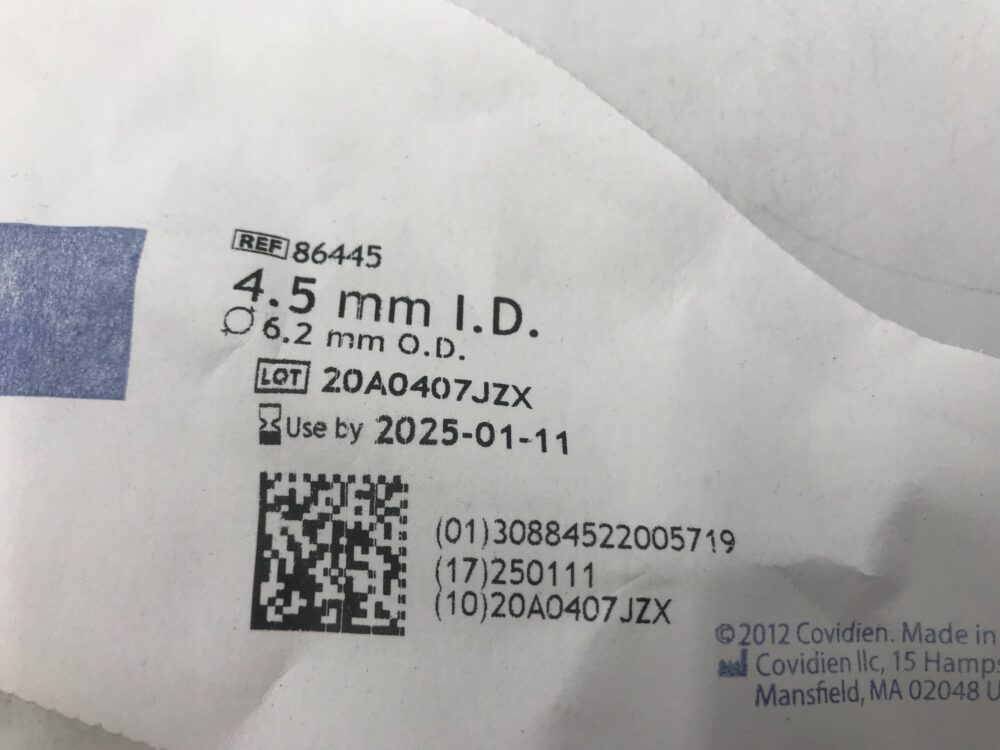 REF 86445
4.5 mm I.D.
6.2 mm O.D.
LOT 20A0407JZX
Use by 2025-01-11
(01)30884522005719
(17)250111
(10)20A0407JZX
©2012 Covidien. Made in
Covidien llc, 15 Hamps
Mansfield, MA 02048 U